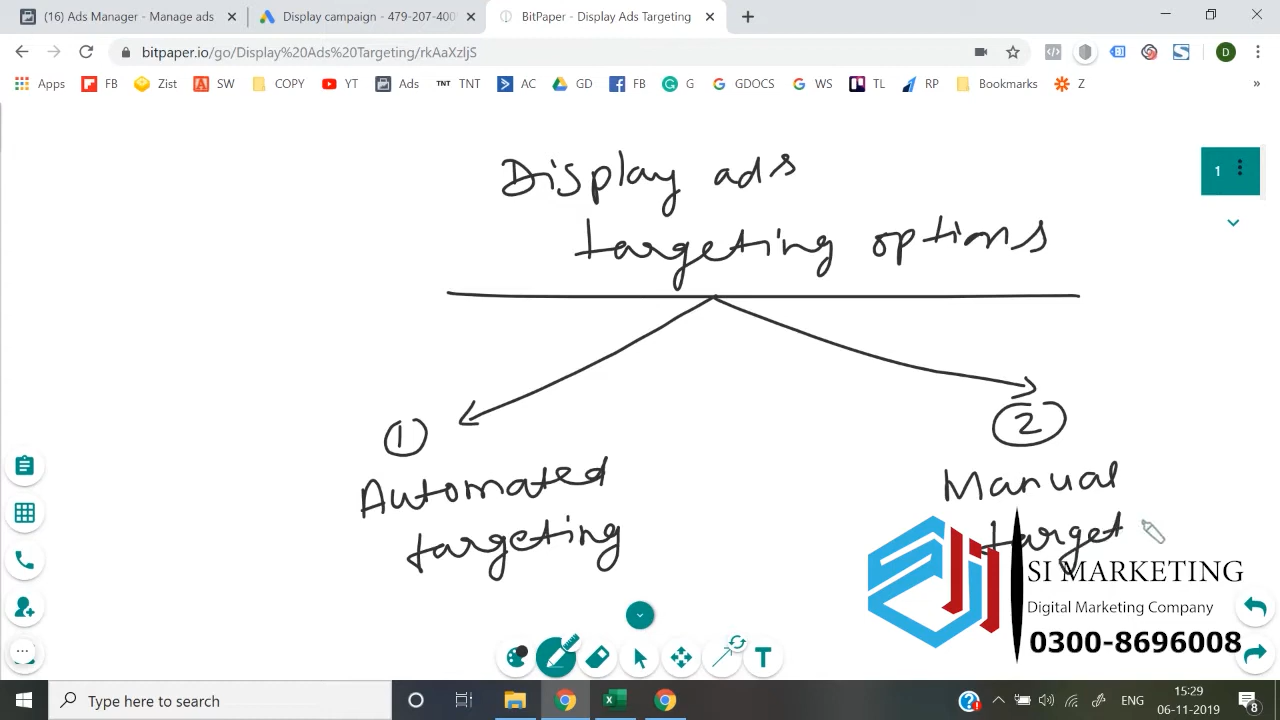 (16) Ads Manager - Manage ads
Display campaign - 479-207-400
BitPaper - Display Ads Targeting
bitpaper.io/go/Display%20Ads%20Targeting/rkAaXzljS
D
Apps FB Zist SW COPY YT Ads TNT TNT AC GD FB G GDOCS WS TL RP Bookmarks Z »
Display ads
targeting options
1
1 2
Automated
targeting
Manual
target
SI MARKETING
Digital Marketing Company
0300-8696008
T
Type here to search
ENG
15:29
06-11-2019
8